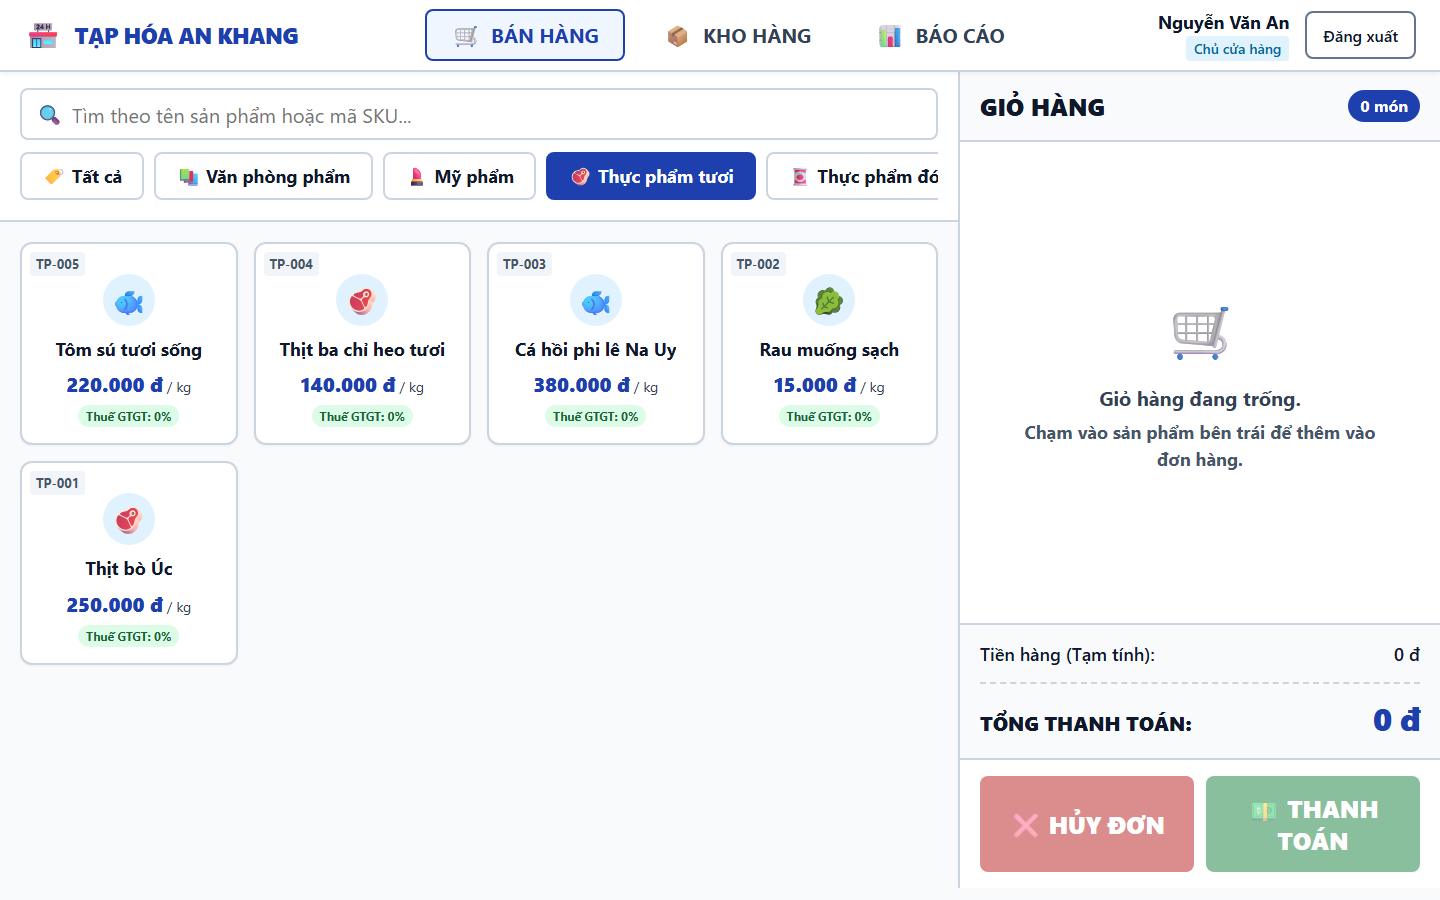 24 H
TẠP HÓA AN KHANG
BÁN HÀNG
KHO HÀNG
BÁO CÁO
Nguyễn Văn An
Chủ cửa hàng
Đăng xuất
Tìm theo tên sản phẩm hoặc mã SKU...
Tất cả
Văn phòng phẩm
Mỹ phẩm
Thực phẩm tươi
Thực phẩm đó
TP-005
Tôm sú tươi sống
220.000 đ / kg
Thuế GTGT: 0%
TP-004
Thịt ba chỉ heo tươi
140.000 đ / kg
Thuế GTGT: 0%
TP-003
Cá hồi phi lê Na Uy
380.000 đ / kg
Thuế GTGT: 0%
TP-002
Rau muống sạch
15.000 đ / kg
Thuế GTGT: 0%
TP-001
Thịt bò Úc
250.000 đ / kg
Thuế GTGT: 0%
GIỎ HÀNG
0 món
Giỏ hàng đang trống.
Chạm vào sản phẩm bên trái để thêm vào
đơn hàng.
Tiền hàng (Tạm tính):
0 đ
TỔNG THANH TOÁN:
0 đ
HỦY ĐƠN
THANH
TOÁN